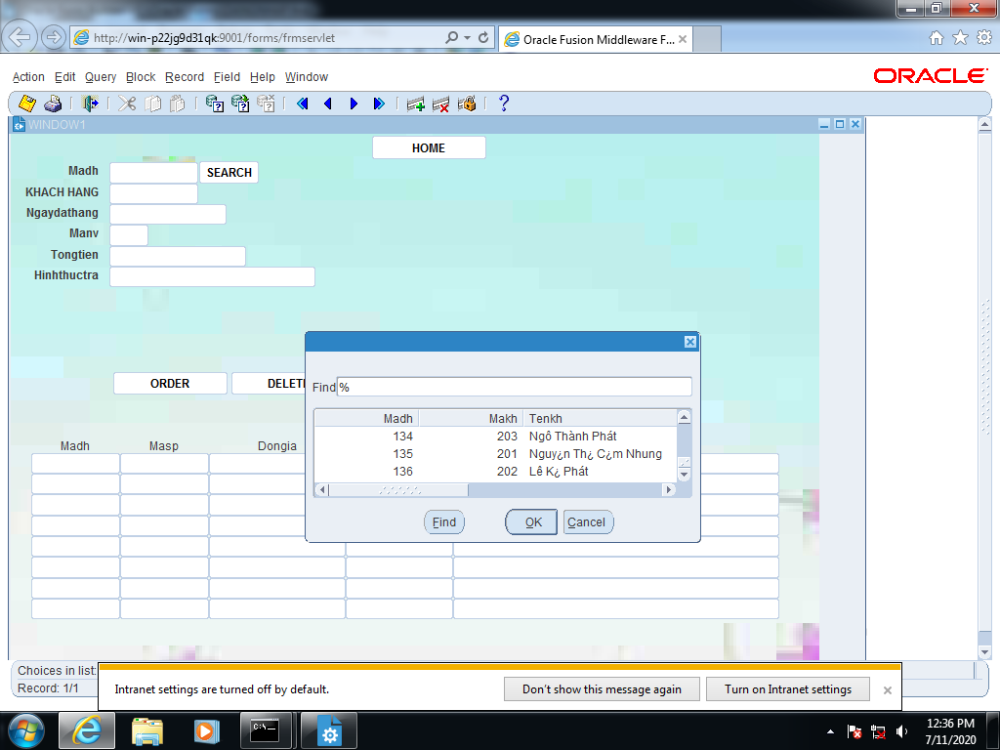 http://win-p22jg9d31qk:9001/forms/frmservlet
Oracle Fusion Middleware F...
Action Edit Query Block Record Field Help Window
ORACLE
WINDOW1
HOME
Madh
SEARCH
KHACH HANG
Ngaydathang
Manv
Tongtien
Hinhthuctra
ORDER
Find %
Madh Makh Tenkh
134 203 Ngô Thành Phát
135 201 Nguy¿n Th¿ C¿m Nhung
136 202 Lê K¿ Phát
Find OK Cancel
Madh Masp Dongia
Choices in list:
Record: 1/1
Intranet settings are turned off by default.
Don't show this message again
Turn on Intranet settings
C:\.
12:36 PM
7/11/2020